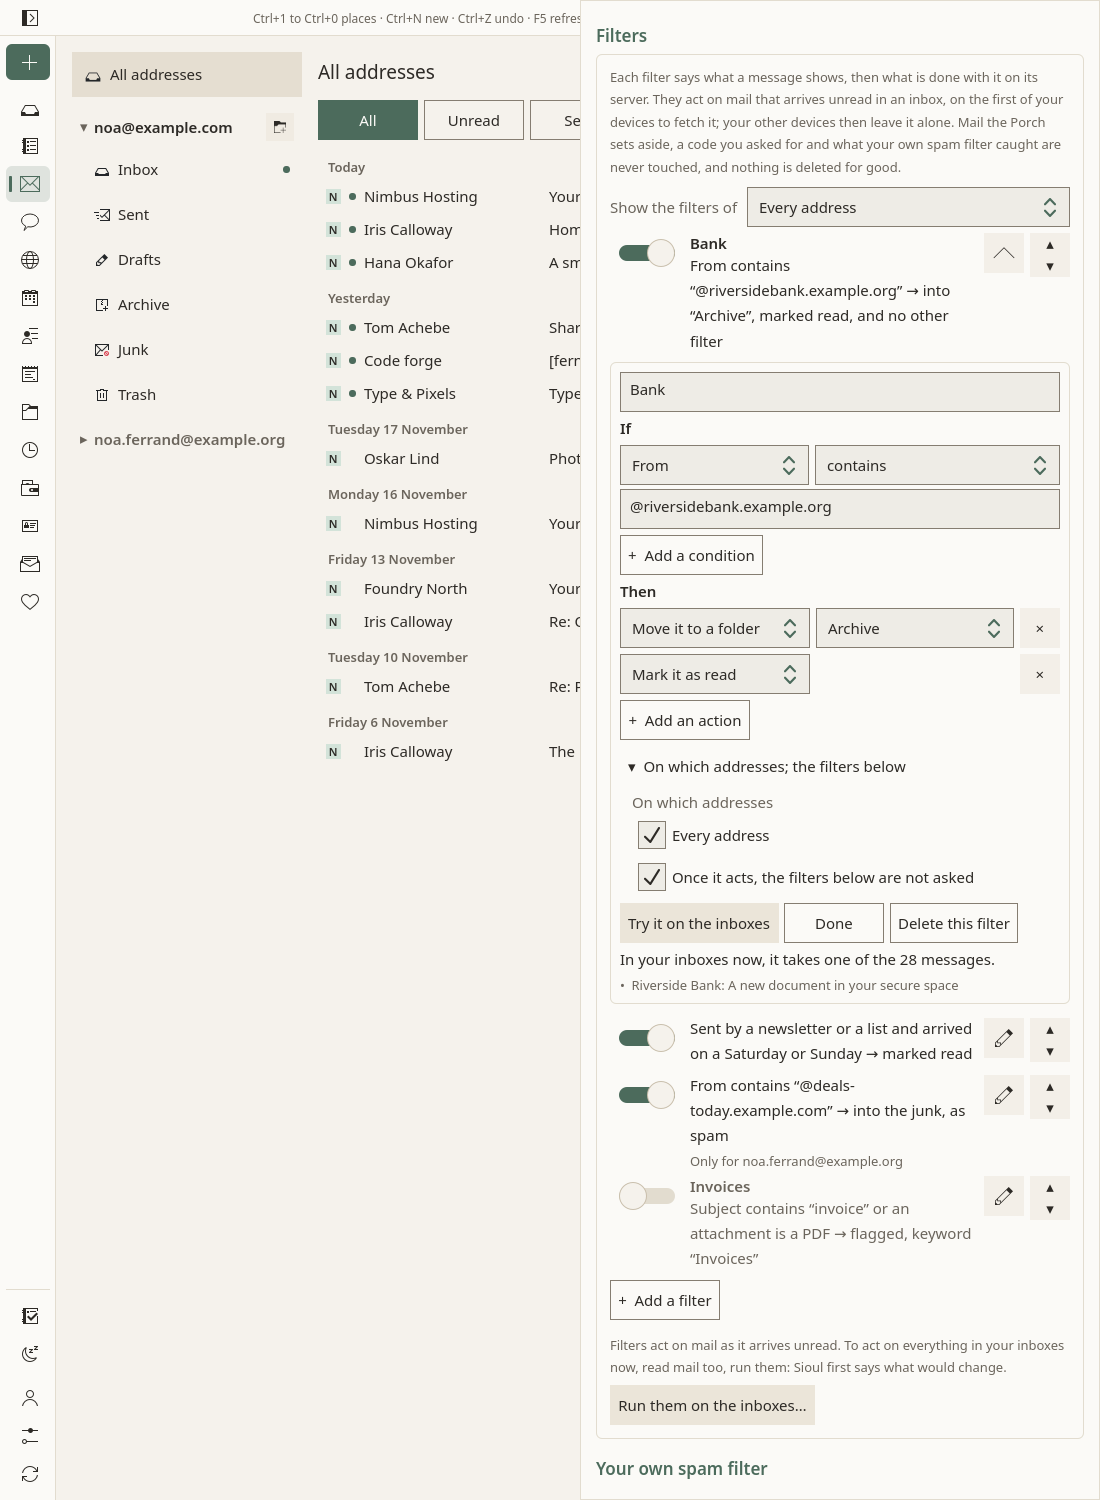 Ctrl+1 to Ctrl+0 places · Ctrl+N new · Ctrl+Z undo · F5 refres
All addresses
noa@example.com
Inbox
Sent
Drafts
Archive
Junk
Trash
noa.ferrand@example.org
All addresses
All
Unread
Se
Today
N Nimbus Hosting Your
N Iris Calloway Hom
N Hana Okafor A sm
Yesterday
N Tom Achebe Shar
N Code forge [fern
N Type & Pixels Type
Tuesday 17 November
N Oskar Lind Phot
Monday 16 November
N Nimbus Hosting Your
Friday 13 November
N Foundry North Your
N Iris Calloway Re: C
Tuesday 10 November
N Tom Achebe Re: F
Friday 6 November
N Iris Calloway The
Filters
Each filter says what a message shows, then what is done with it on its
server. They act on mail that arrives unread in an inbox, on the first of your
devices to fetch it; your other devices then leave it alone. Mail the Porch
sets aside, a code you asked for and what your own spam filter caught are
never touched, and nothing is deleted for good.
Show the filters of Every address
Bank
From contains
“@riversidebank.example.org” → into
“Archive”, marked read, and no other
filter
Bank
If
From contains
@riversidebank.example.org
+ Add a condition
Then
Move it to a folder Archive ×
Mark it as read ×
+ Add an action
▾ On which addresses; the filters below
On which addresses
Every address
Once it acts, the filters below are not asked
Try it on the inboxes Done Delete this filter
In your inboxes now, it takes one of the 28 messages.
• Riverside Bank: A new document in your secure space
Sent by a newsletter or a list and arrived
on a Saturday or Sunday → marked read
From contains “@deals-
today.example.com” → into the junk, as
spam
Only for noa.ferrand@example.org
Invoices
Subject contains “invoice” or an
attachment is a PDF → flagged, keyword
“Invoices”
+ Add a filter
Filters act on mail as it arrives unread. To act on everything in your inboxes
now, read mail too, run them: Sioul first says what would change.
Run them on the inboxes…
Your own spam filter